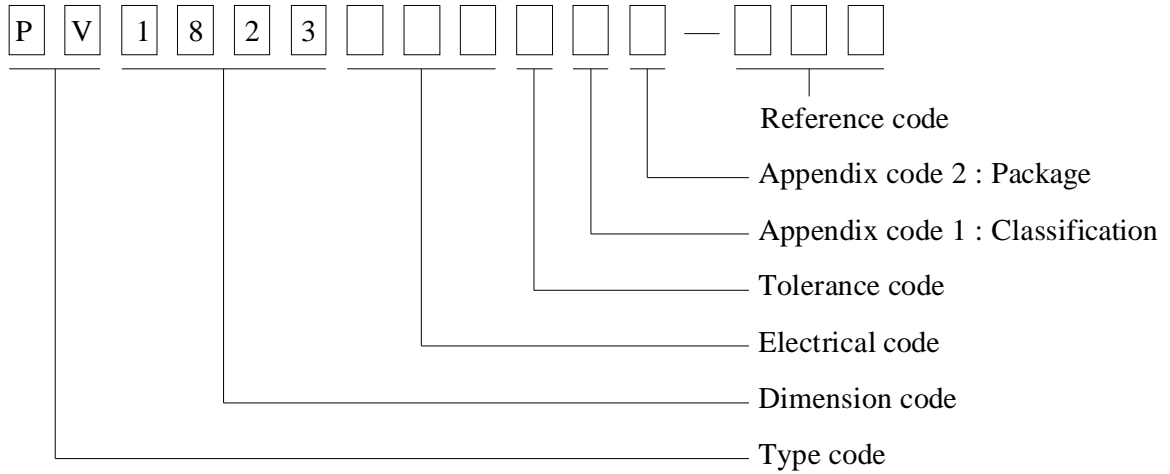 P V 1 8 2 3 —
Reference code
Appendix code 2 : Package
Appendix code 1 : Classification
Tolerance code
Electrical code
Dimension code
Type code